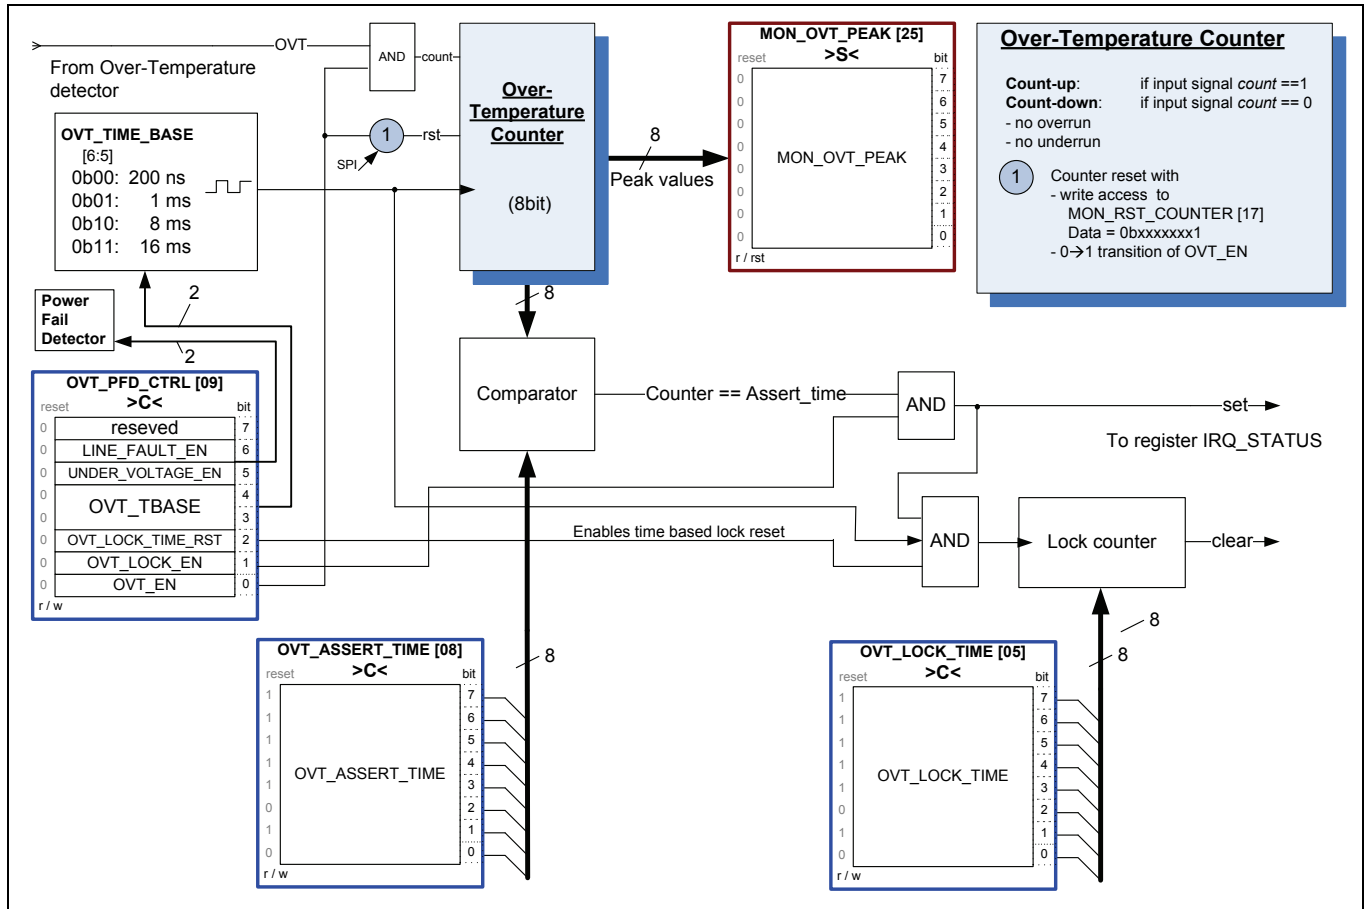 OVT
From Over-Temperature
detector
AND
count
1
rst
SPI
OVT_TIME_BASE
[6:5]
0b00: 200 ns
0b01: 1 ms
0b10: 8 ms
0b11: 16 ms
Over-
Temperature
Counter
(8bit)
8
Peak values
MON_OVT_PEAK [25]
>S<
reset
bit
0
7
0
6
0
5
0
4
0
3
0
2
0
1
0
0
MON_OVT_PEAK
r / rst
Over-Temperature Counter
Count-up: if input signal count ==1
Count-down: if input signal count == 0
- no overrun
- no underrun
1
Counter reset with
- write access to
MON_RST_COUNTER [17]
Data = 0bxxxxxxx1
- 0→1 transition of OVT_EN
Power
Fail
Detector
2
2
8
Comparator
Counter == Assert_time
AND
set
To register IRQ_STATUS
OVT_PFD_CTRL [09]
>C<
reset
bit
0 reseved 7
0 LINE_FAULT_EN 6
0 UNDER_VOLTAGE_EN 5
0 4
OVT_TBASE
0 3
0 OVT_LOCK_TIME_RST 2
0 OVT_LOCK_EN 1
0 OVT_EN 0
r / w
Enables time based lock reset
AND
Lock counter
clear
8
8
8
OVT_ASSERT_TIME [08]
>C<
reset
bit
1 7
1 6
1 5
1 4
OVT_ASSERT_TIME
1 3
0 2
1 1
0 0
r / w
OVT_LOCK_TIME [05]
>C<
reset
bit
1 7
1 6
1 5
1 4
OVT_LOCK_TIME
1 3
0 2
1 1
0 0
r / w